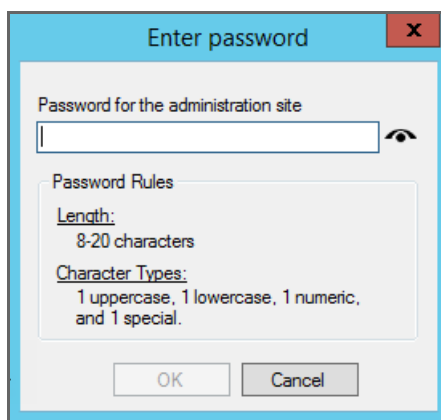 Enter password
x
Password for the administration site
Password Rules
Length:
8-20 characters
Character Types:
1 uppercase, 1 lowercase, 1 numeric,
and 1 special.
OK Cancel